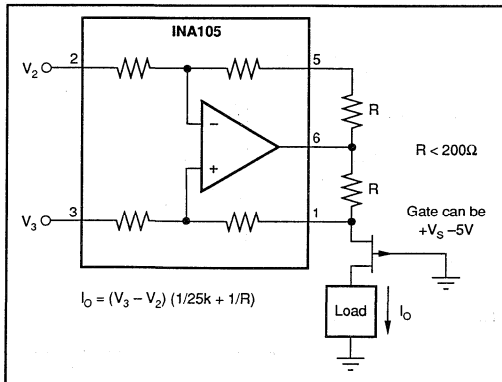 INA105
2
5
V2
R
−
6
R < 200Ω
+
R
3
1
V3
Gate can be
+VS −5V
IO = (V3 − V2) (1/25k + 1/R)
Load
IO